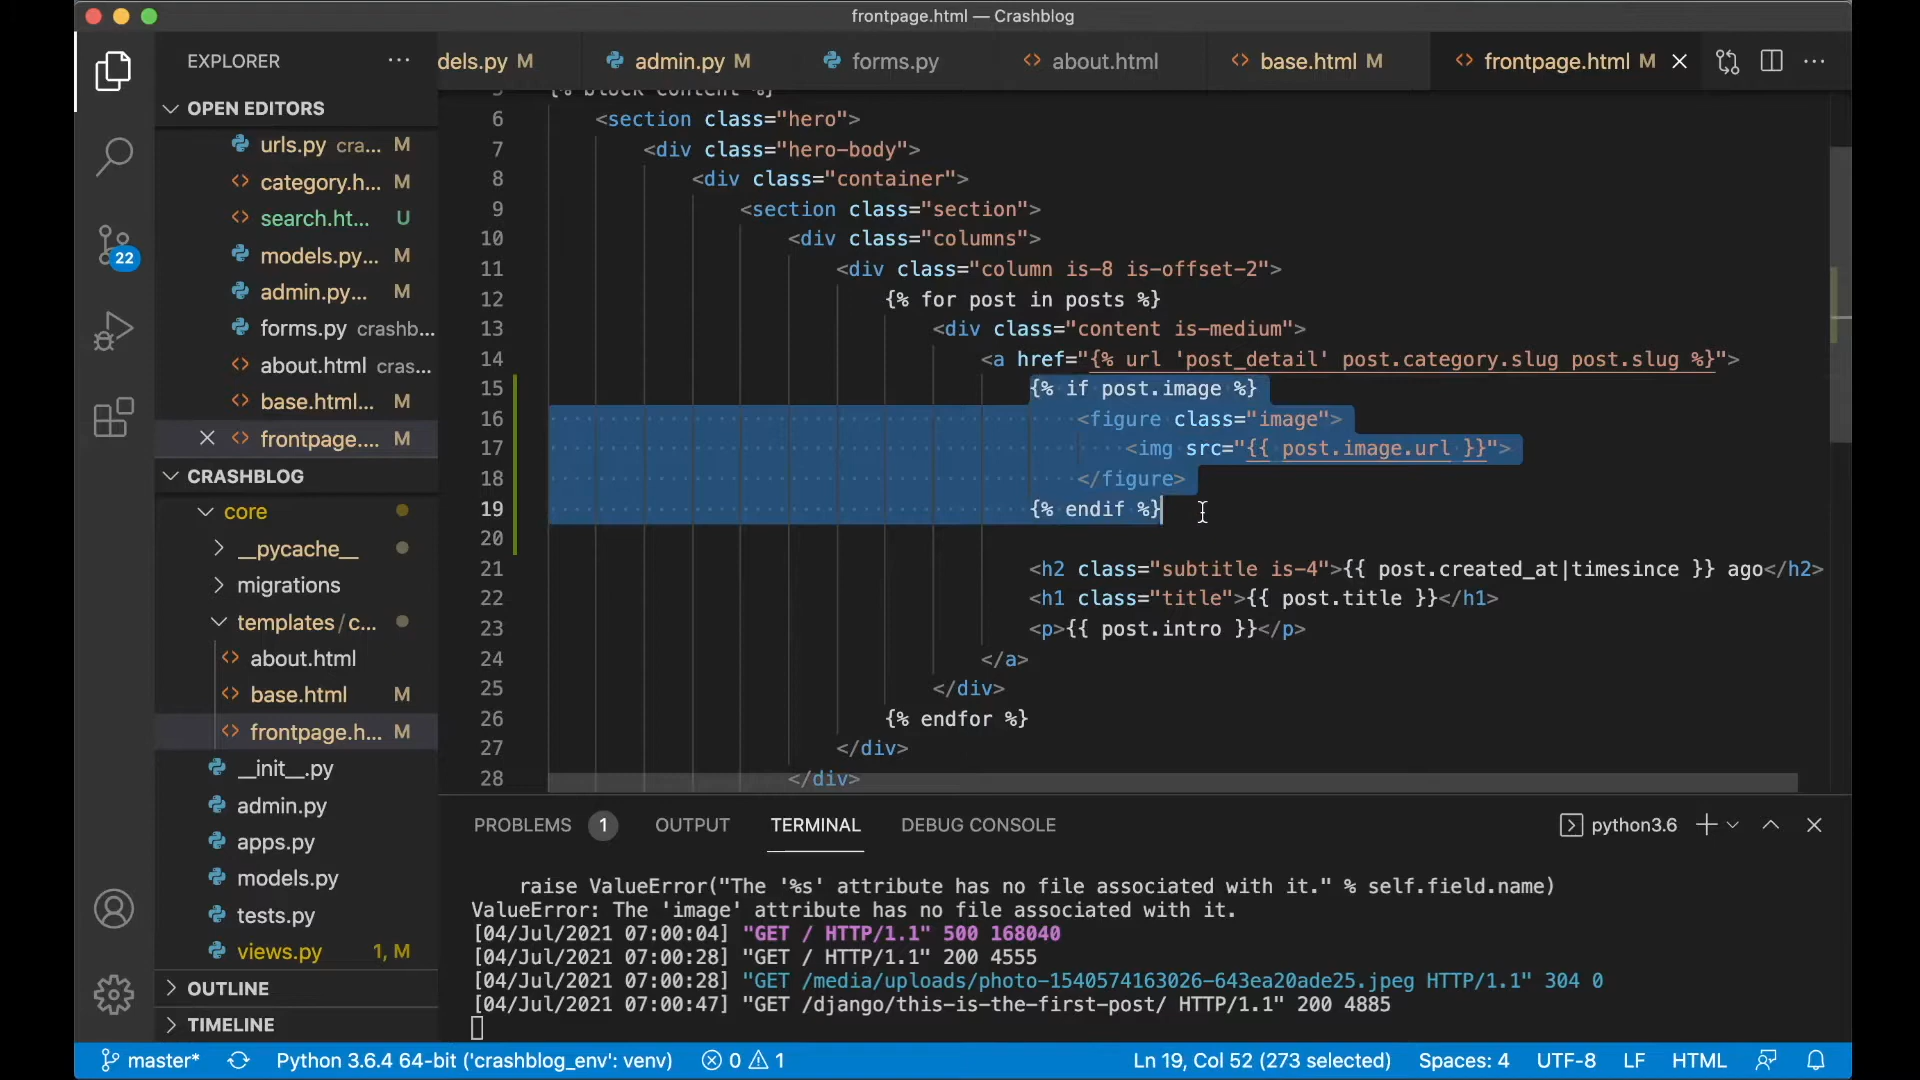 frontpage.html — Crashblog
EXPLORER
···
dels.py M
admin.py M
forms.py
about.html
base.html M
frontpage.html M
OPEN EDITORS
urls.py cra... M
category.h... M
search.ht... U
models.py... M
admin.py... M
forms.py crashb...
about.html cras...
base.html... M
frontpage.... M
CRASHBLOG
core
__pycache__
migrations
templates/c...
about.html
base.html M
frontpage.h... M
__init__.py
admin.py
apps.py
models.py
tests.py
views.py 1, M
OUTLINE
TIMELINE
22
5 {% block content %}
6 <section class="hero">
7 <div class="hero-body">
8 <div class="container">
9 <section class="section">
10 <div class="columns">
11 <div class="column is-8 is-offset-2">
12 {% for post in posts %}
13 <div class="content is-medium">
14 <a href="{% url 'post_detail' post.category.slug post.slug %}">
15 {% if post.image %}
16 <figure class="image">
17 <img src="{{ post.image.url }}">
18 </figure>
19 {% endif %}
20
21 <h2 class="subtitle is-4">{{ post.created_at|timesince }} ago</h2>
22 <h1 class="title">{{ post.title }}</h1>
23 <p>{{ post.intro }}</p>
24 </a>
25 </div>
26 {% endfor %}
27 </div>
28 </div>
PROBLEMS 1 OUTPUT TERMINAL DEBUG CONSOLE
python3.6
raise ValueError("The '%s' attribute has no file associated with it." % self.field.name)
ValueError: The 'image' attribute has no file associated with it.
[04/Jul/2021 07:00:04] "GET / HTTP/1.1" 500 168040
[04/Jul/2021 07:00:28] "GET / HTTP/1.1" 200 4555
[04/Jul/2021 07:00:28] "GET /media/uploads/photo-1540574163026-643ea20ade25.jpeg HTTP/1.1" 304 0
[04/Jul/2021 07:00:47] "GET /django/this-is-the-first-post/ HTTP/1.1" 200 4885
master* Python 3.6.4 64-bit ('crashblog_env': venv) 0 1 Ln 19, Col 52 (273 selected) Spaces: 4 UTF-8 LF HTML